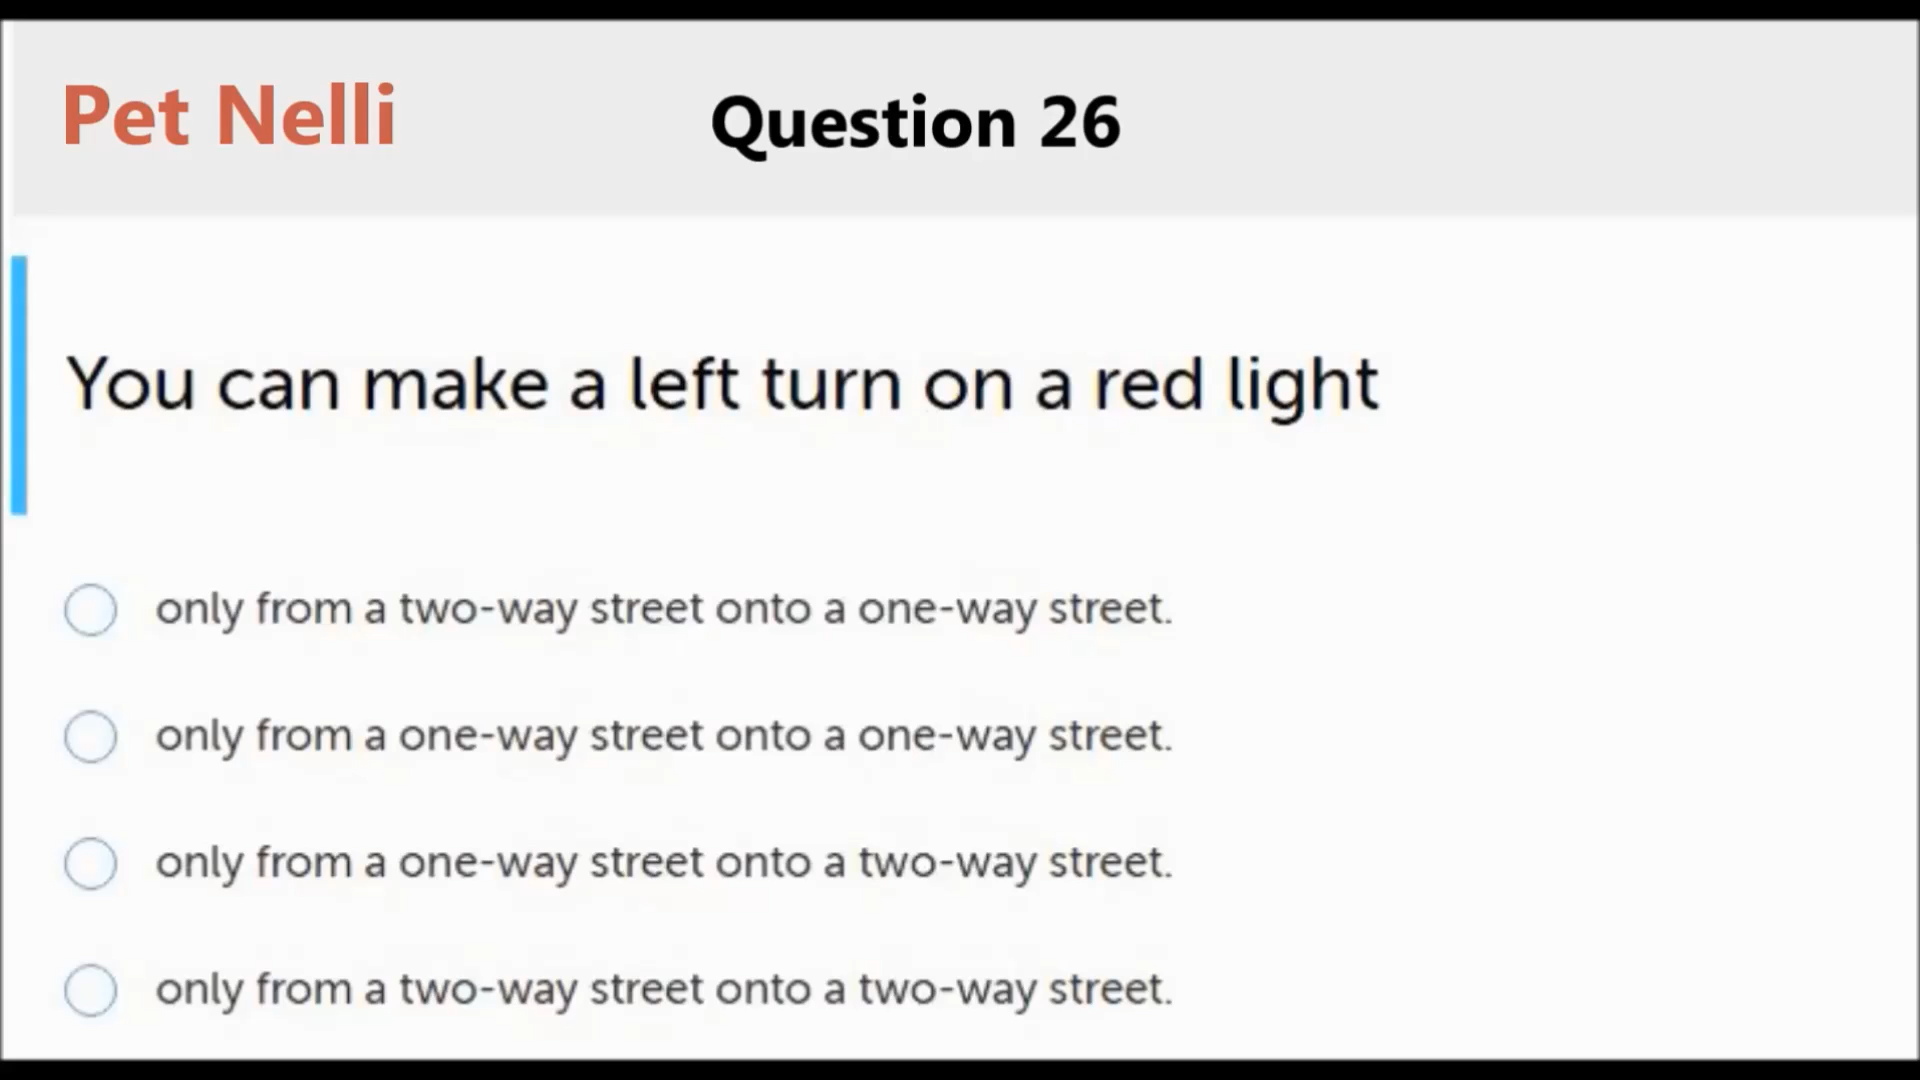 Pet Nelli
Question 26
You can make a left turn on a red light
only from a two-way street onto a one-way street.
only from a one-way street onto a one-way street.
only from a one-way street onto a two-way street.
only from a two-way street onto a two-way street.